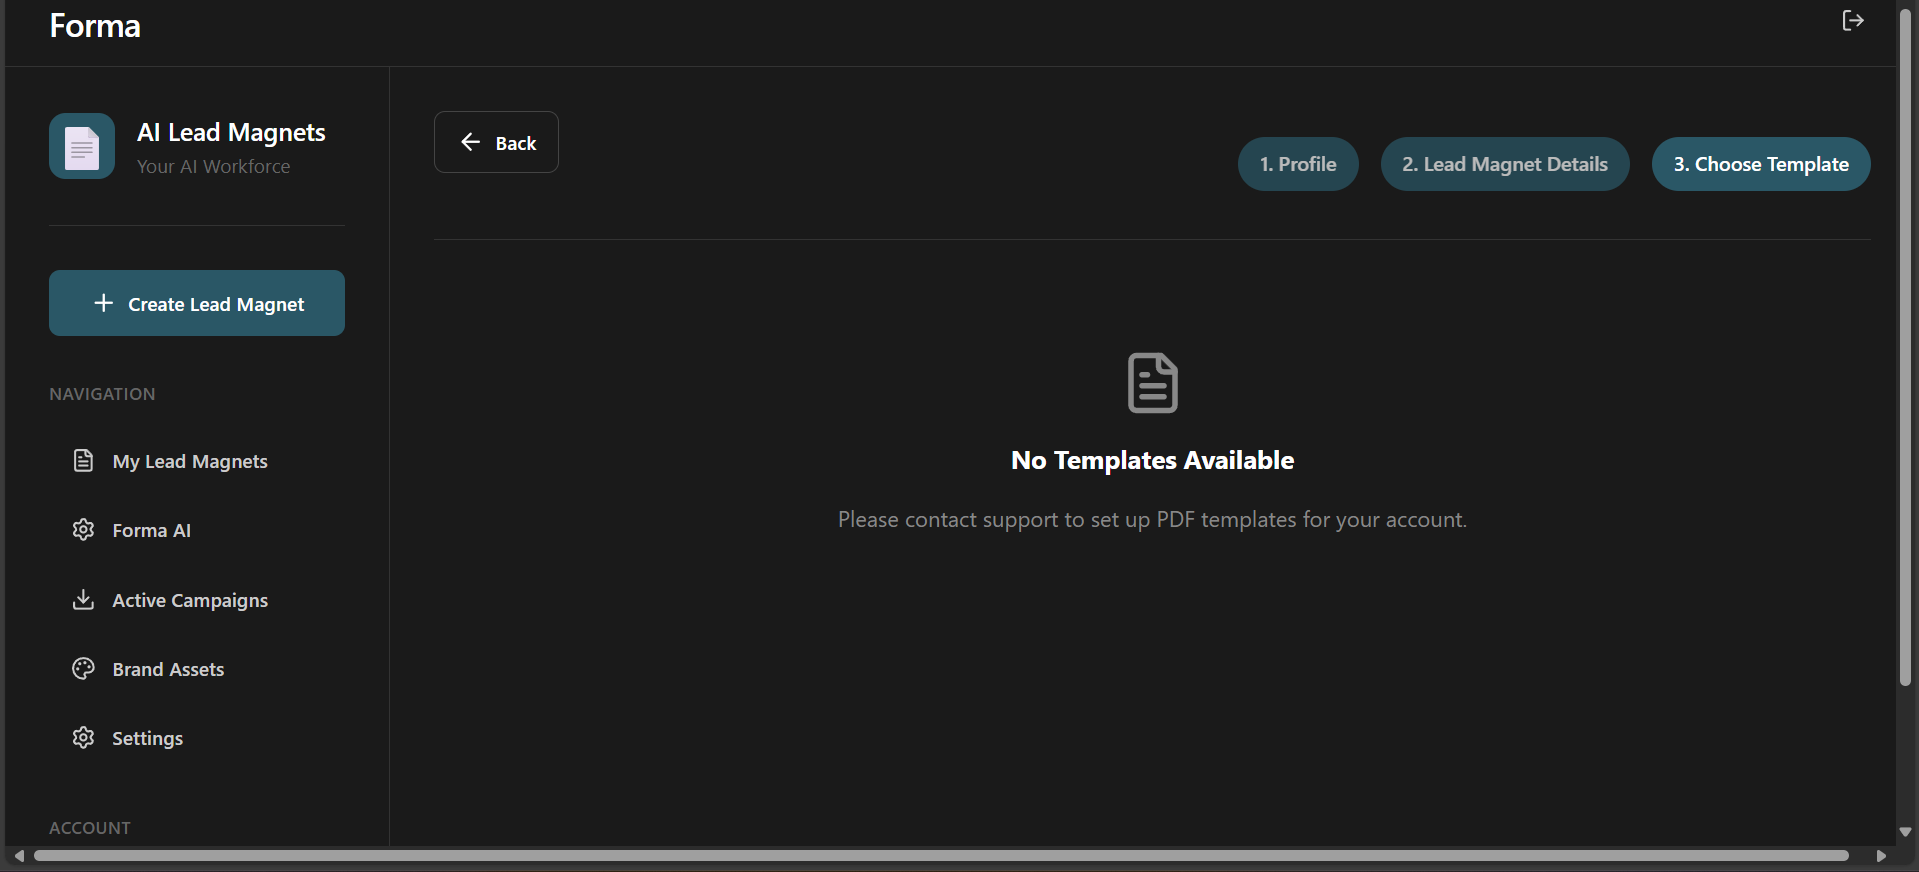 Forma
AI Lead Magnets
Your AI Workforce
Create Lead Magnet
NAVIGATION
My Lead Magnets
Forma AI
Active Campaigns
Brand Assets
Settings
ACCOUNT
Back
1. Profile
2. Lead Magnet Details
3. Choose Template
No Templates Available
Please contact support to set up PDF templates for your account.